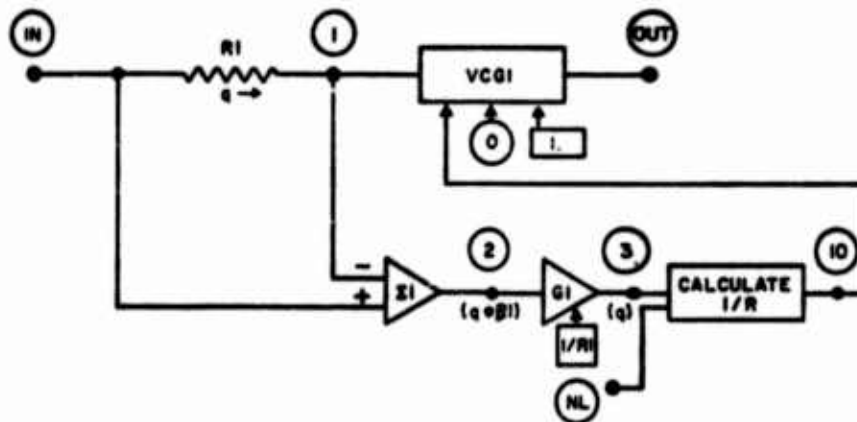 IN
R1
1
OUT
q →
VCG1
0
1.
2
3
10
−
+
Σ1
(q•β1)
G1
(q)
CALCULATE
1/R
1/R1
NL